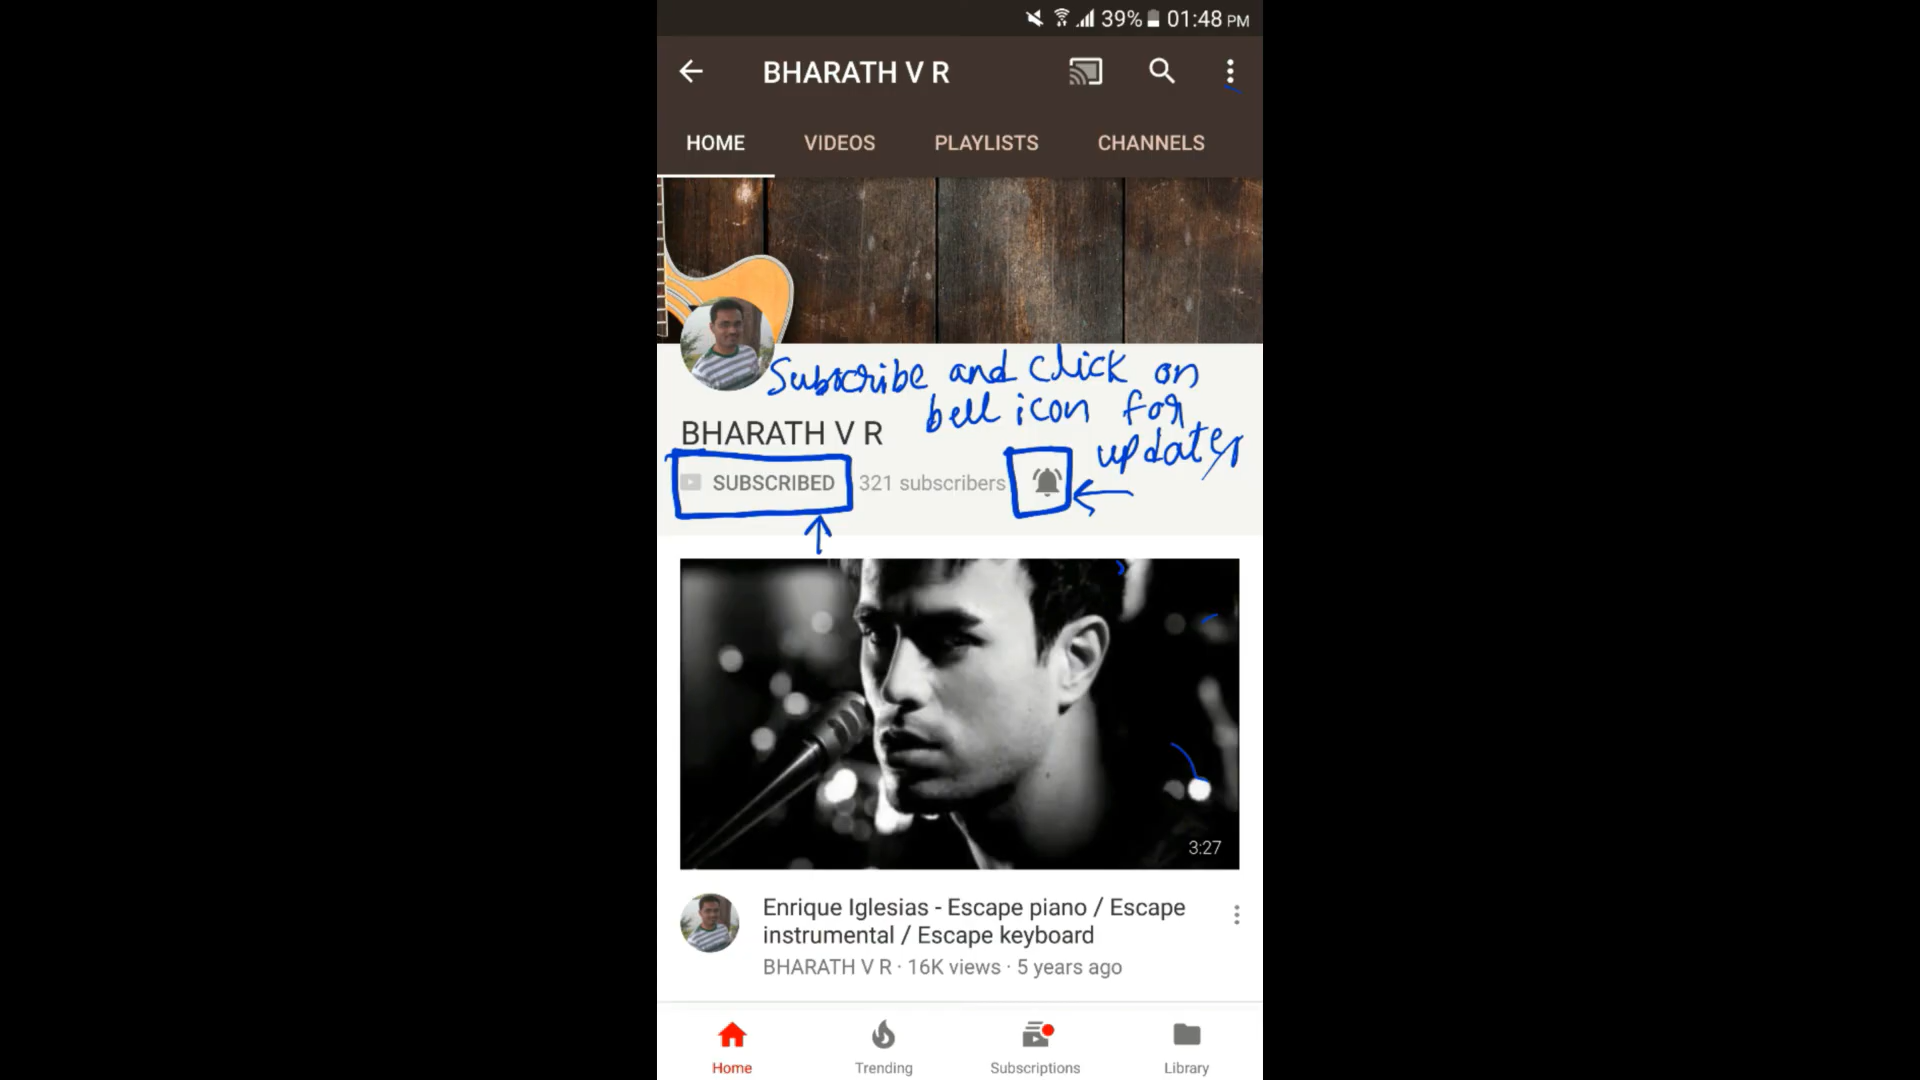 39% 01:48 PM
BHARATH V R
HOME VIDEOS PLAYLISTS CHANNELS
Subscribe and click on
bell icon for
updates
BHARATH V R
SUBSCRIBED 321 subscribers
3:27
Enrique Iglesias - Escape piano / Escape
instrumental / Escape keyboard
BHARATH V R · 16K views · 5 years ago
Home Trending Subscriptions Library